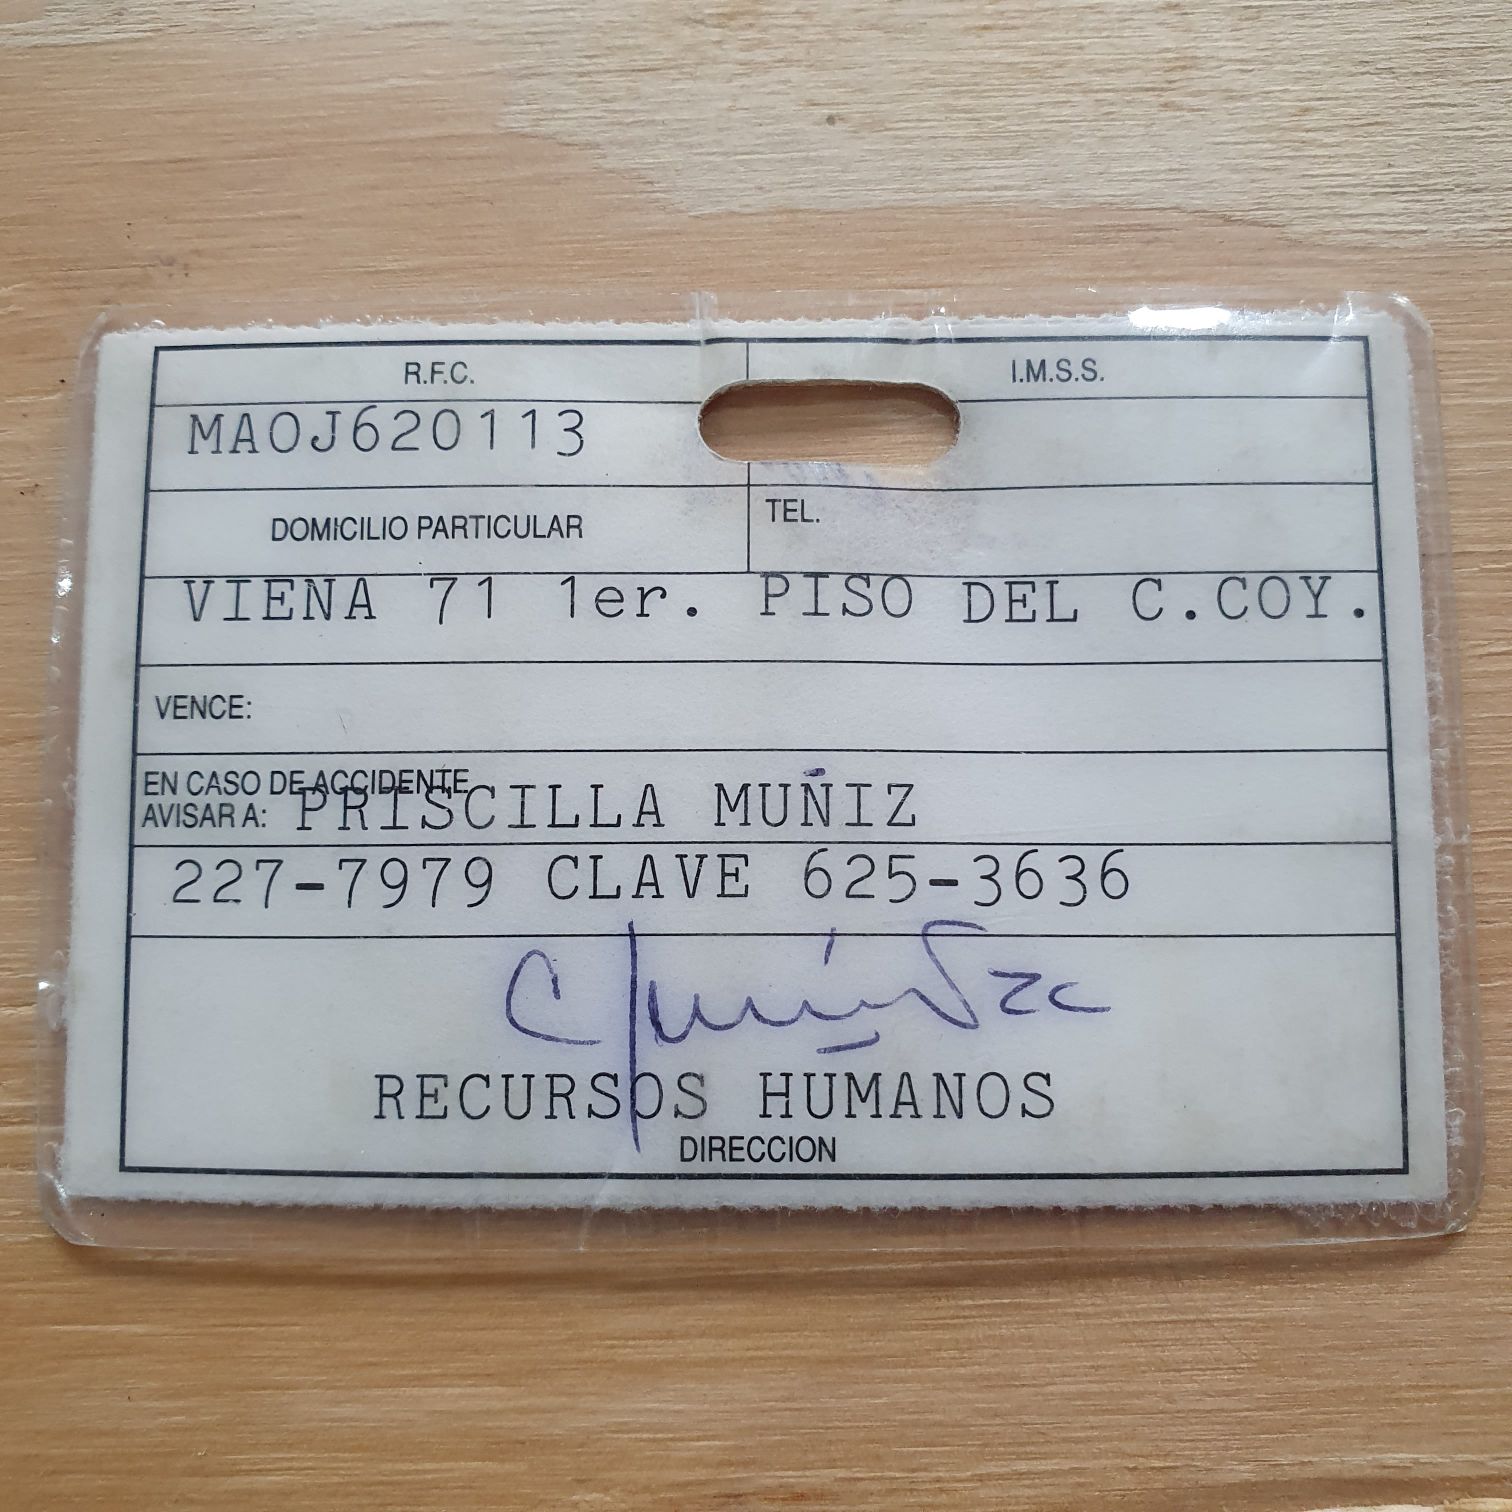 R.F.C. I.M.S.S.
MAOJ620113
DOMICILIO PARTICULAR TEL.
VIENA 71 1er. PISO DEL C.COY.
VENCE:
EN CASO DE ACCIDENTE
AVISAR A: PRISCILLA MUÑIZ
227-7979 CLAVE 625-3636
RECURSOS HUMANOS
DIRECCION